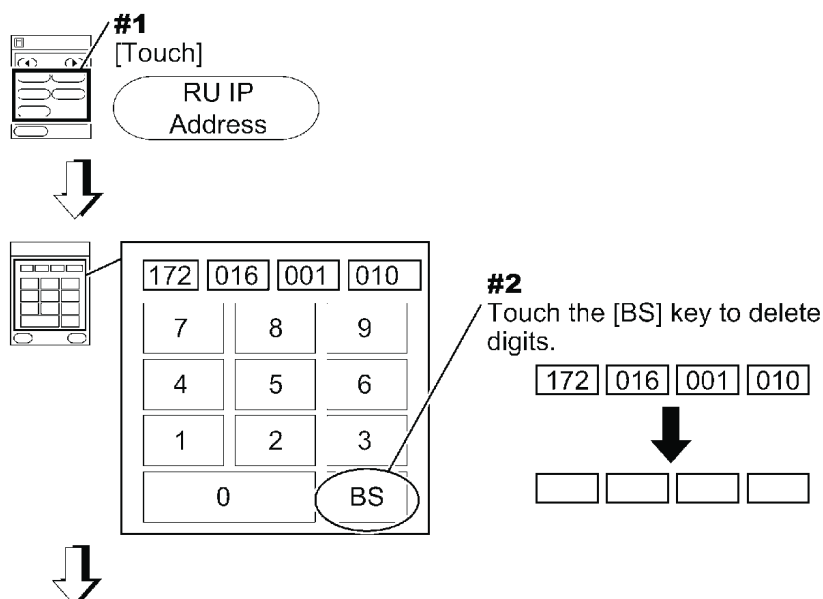 #1
[Touch]
RU IP
Address
172 016 001 010
7 8 9
4 5 6
1 2 3
0 BS
#2
Touch the [BS] key to delete
digits.
172 016 001 010